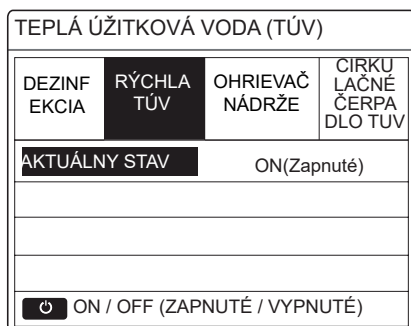 TEPLÁ ÚŽITKOVÁ VODA (TÚV)
DEZINF
EKCIA
RÝCHLA
TÚV
OHRIEVAČ
NÁDRŽE
CIRKU
LAČNÉ
ČERPA
DLO TUV
AKTUÁLNY STAV ON(Zapnuté)
ON / OFF (ZAPNUTÉ / VYPNUTÉ)